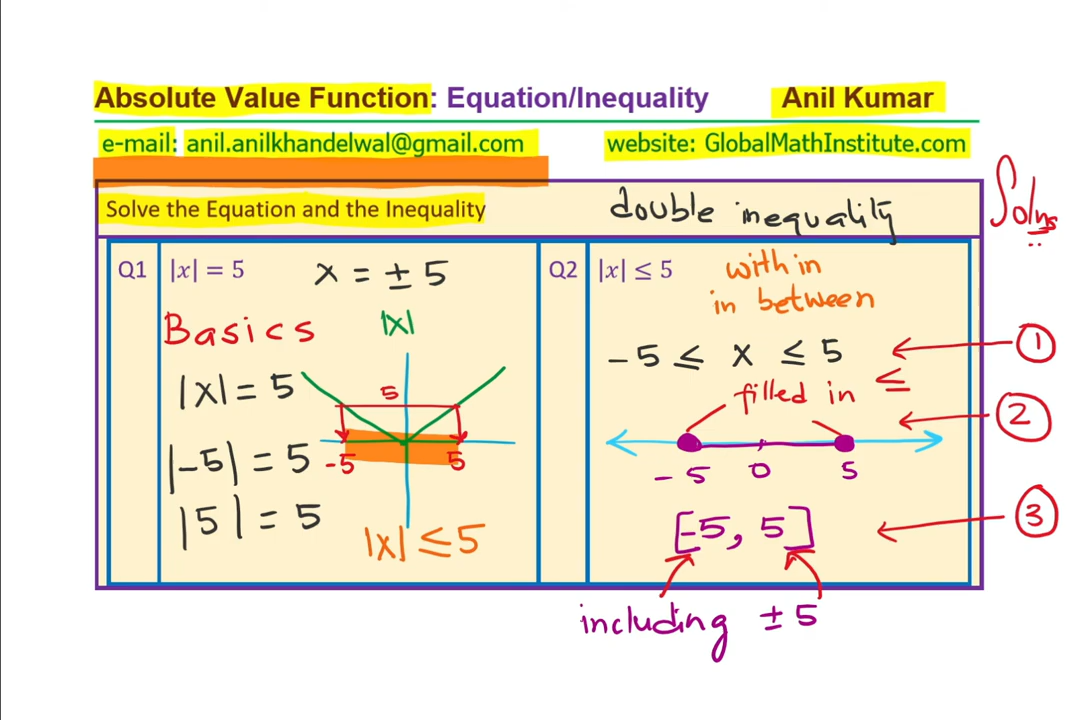 Absolute Value Function: Equation/Inequality Anil Kumar
e-mail: anil.anilkhandelwal@gmail.com website: GlobalMathInstitute.com
Solve the Equation and the Inequality double inequality Solns
Q1 |x| = 5 x = ± 5
Basics |x|
|x| = 5
5
|-5| = 5 -5 5
|5| = 5
|x| ≤ 5
Q2 |x| ≤ 5 with in
in between
-5 ≤ x ≤ 5 1
filled in ≤
2
-5 0 5
[-5, 5] 3
including ± 5